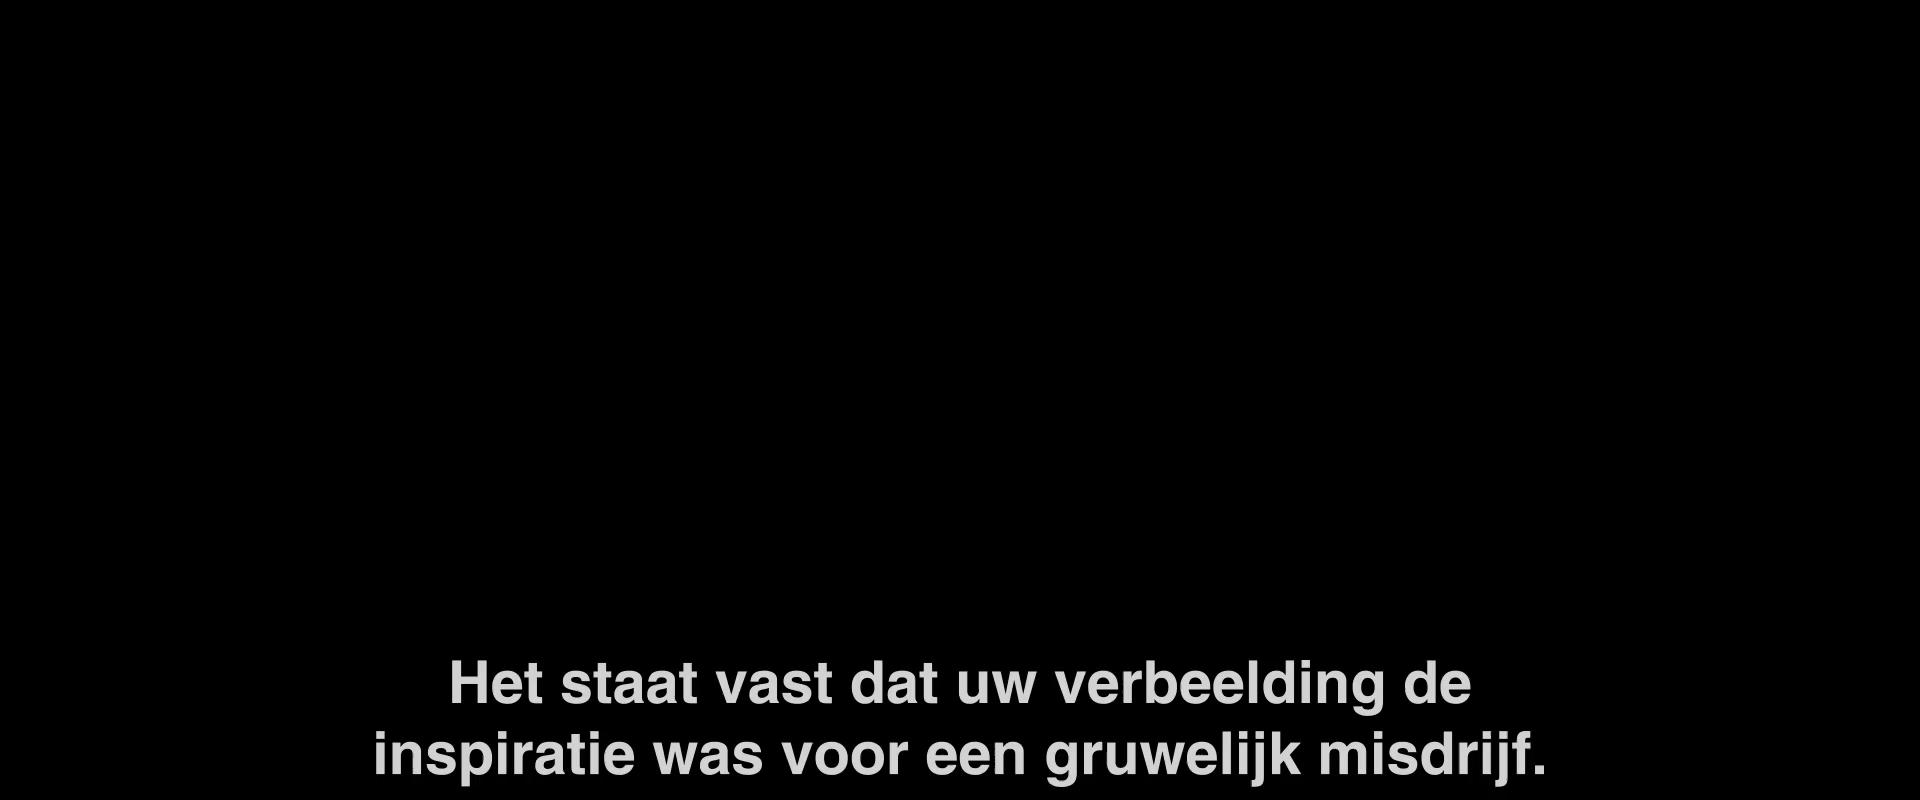 Het staat vast dat uw verbeelding de
inspiratie was voor een gruwelijk misdrijf.